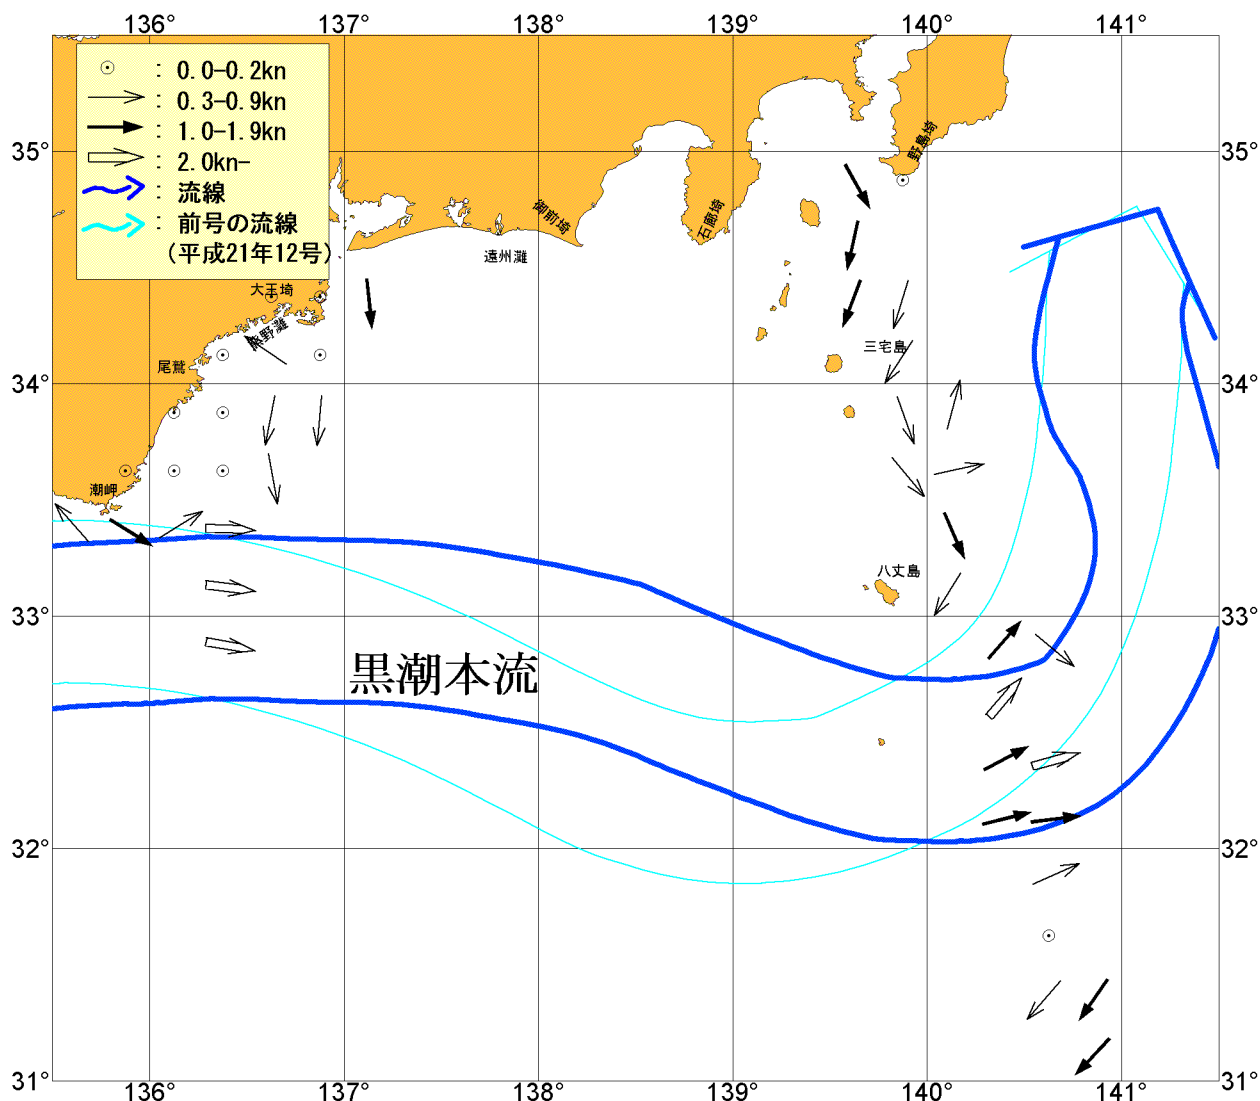 136° 137° 138° 139° 140° 141°
: 0.0-0.2kn
: 0.3-0.9kn
: 1.0-1.9kn
: 2.0kn-
: 流線
: 前号の流線
(平成21年12号)
35° 35°
野島埼
御前埼
石廊埼
遠州灘
大王埼
熊野灘
三宅島
尾鷲
34° 34°
潮岬
八丈島
33° 33°
黒潮本流
32° 32°
31° 31°
136° 137° 138° 139° 140° 141°